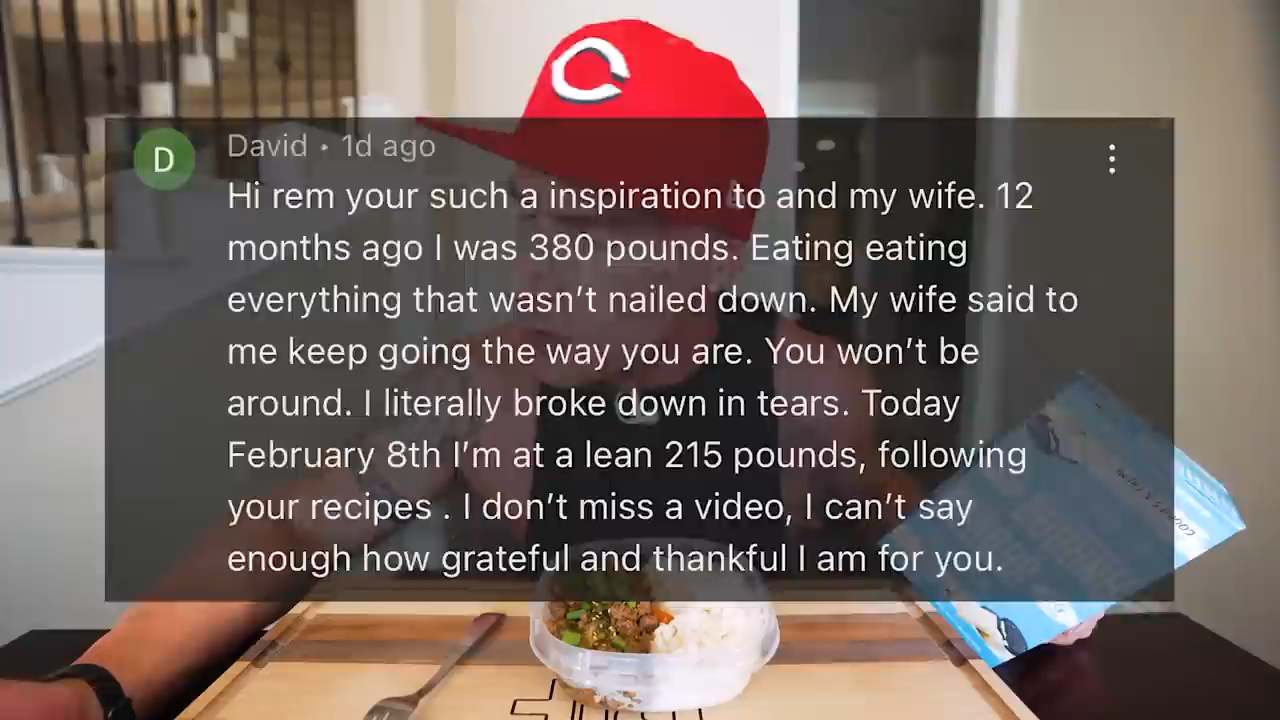 C
D
David • 1d ago
Hi rem your such a inspiration to and my wife. 12
months ago I was 380 pounds. Eating eating
everything that wasn't nailed down. My wife said to
me keep going the way you are. You won't be
around. I literally broke down in tears. Today
February 8th I'm at a lean 215 pounds, following
your recipes . I don't miss a video, I can't say
enough how grateful and thankful I am for you.